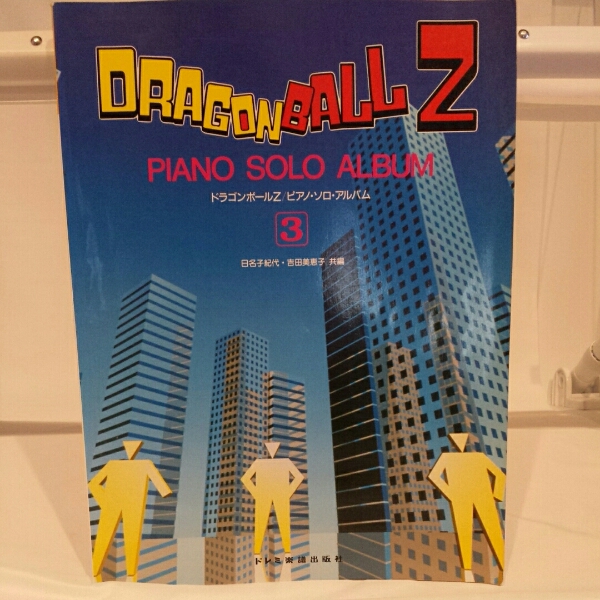 DRAGONBALL Z
PIANO SOLO ALBUM
ドラゴンボールZ/ピアノ・ソロ・アルバム
3
日名子紀代・吉田美恵子 共編
ドレミ楽譜出版社